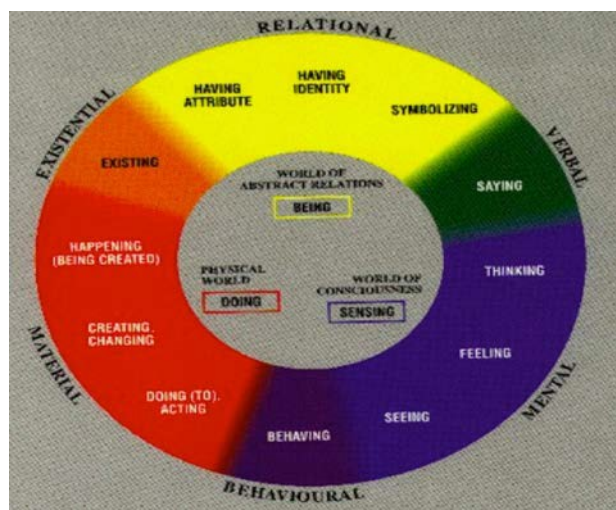 RELATIONAL
HAVING
ATTRIBUTE
HAVING
IDENTITY
SYMBOLIZING
EXISTENTIAL
EXISTING
VERBAL
SAYING
WORLD OF
ABSTRACT RELATIONS
BEING
HAPPENING
(BEING CREATED)
PHYSICAL
WORLD
DOING
WORLD OF
CONSCIOUSNESS
SENSING
THINKING
CREATING.
CHANGING
FEELING
MATERIAL
DOING (TO).
ACTING
SEEING
MENTAL
BEHAVING
BEHAVIOURAL